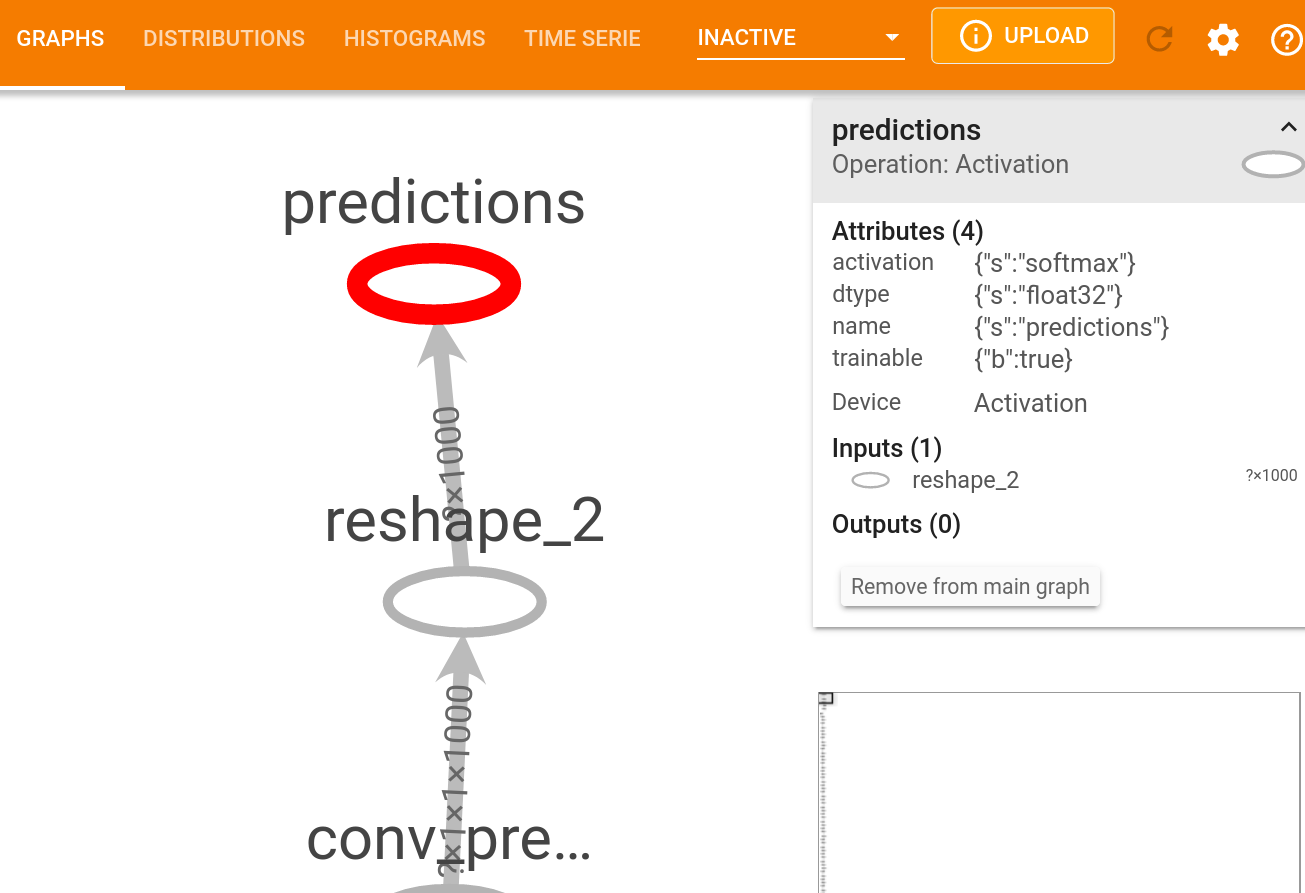 GRAPHS DISTRIBUTIONS HISTOGRAMS TIME SERIE INACTIVE UPLOAD
predictions
?×1000
reshape_2
?×1×1×1000
conv_pre…
predictions
Operation: Activation
Attributes (4)
activation {"s":"softmax"}
dtype {"s":"float32"}
name {"s":"predictions"}
trainable {"b":true}
Device Activation
Inputs (1)
reshape_2 ?×1000
Outputs (0)
Remove from main graph